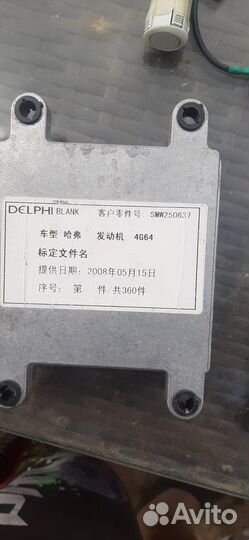 DELPHI BLANK 客户零件号 SMW250637
车型 哈弗 发动机 4G64
标定文件名
提供日期: 2008年05月15日
序号: 第 件 共360件
Avito